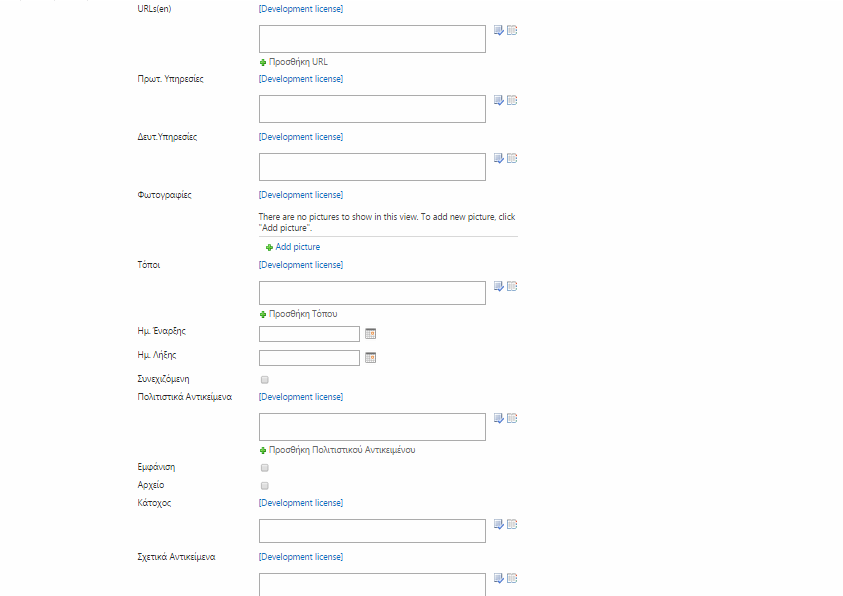 URLs(en) [Development license]
Προσθήκη URL
Πρωτ. Υπηρεσίες [Development license]
Δευτ.Υπηρεσίες [Development license]
Φωτογραφίες [Development license]
There are no pictures to show in this view. To add new picture, click
"Add picture".
Add picture
Τόποι [Development license]
Προσθήκη Τόπου
Ημ. Έναρξης
Ημ. Λήξης
Συνεχιζόμενη
Πολιτιστικά Αντικείμενα [Development license]
Προσθήκη Πολιτιστικού Αντικειμένου
Εμφάνιση
Αρχείο
Κάτοχος [Development license]
Σχετικά Αντικείμενα [Development license]